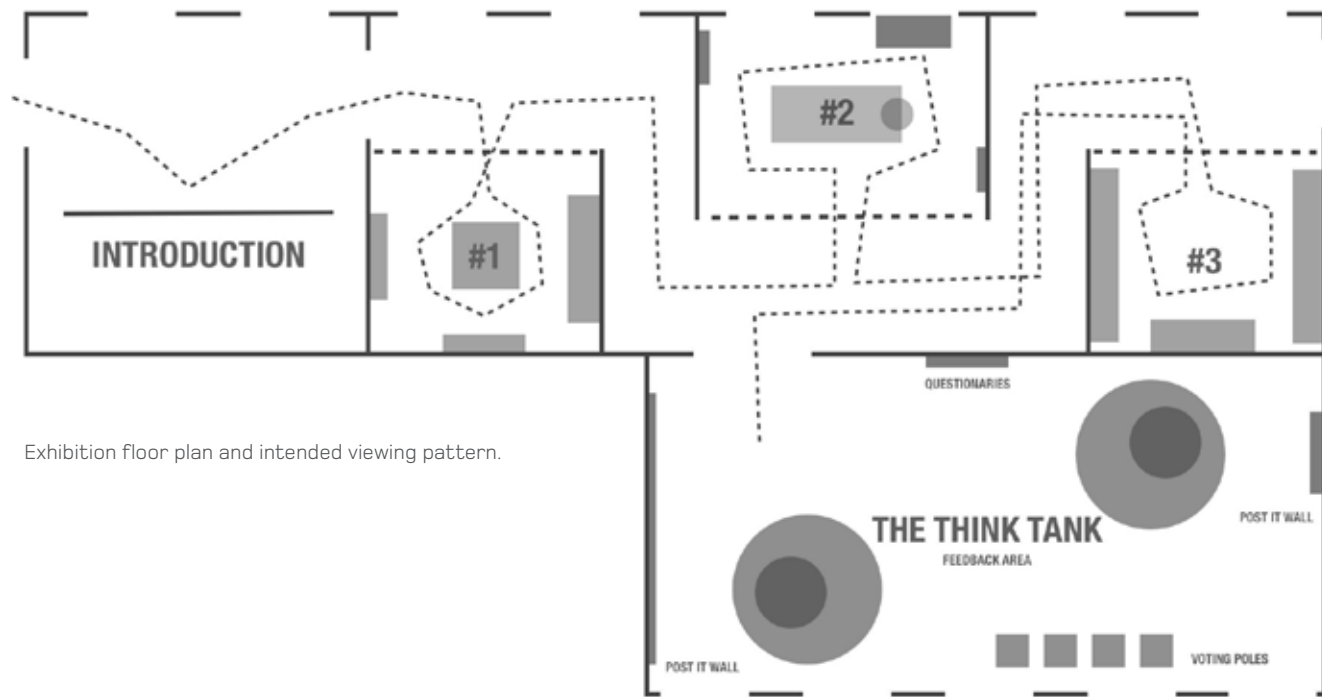 INTRODUCTION
#1
#2
#3
QUESTIONARIES
Exhibition floor plan and intended viewing pattern.
THE THINK TANK
FEEDBACK AREA
POST IT WALL
POST IT WALL
VOTING POLES